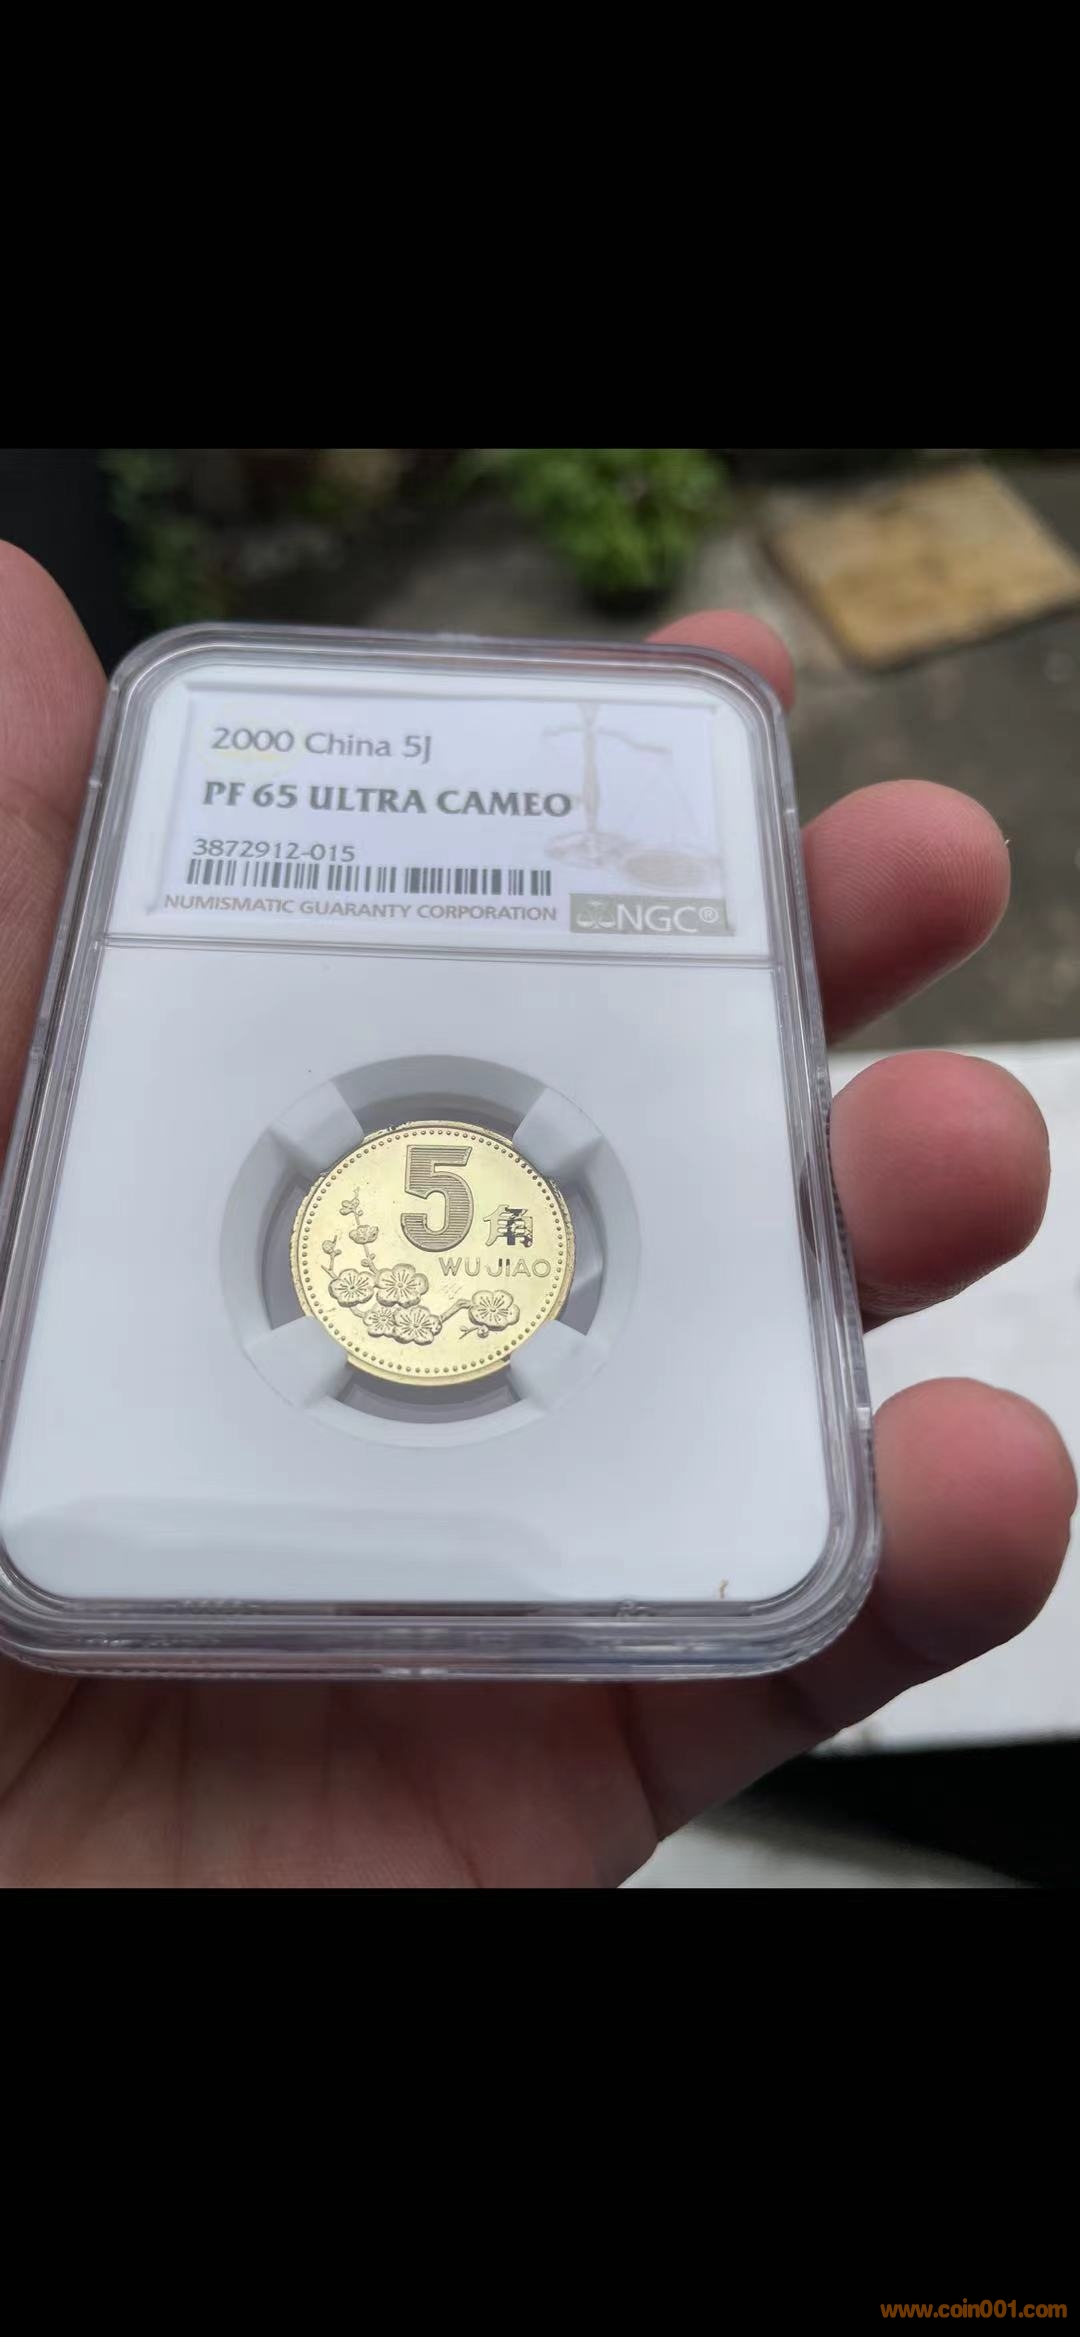 2000 China 5J
PF 65 ULTRA CAMEO
3872912-015
NUMISMATIC GUARANTY CORPORATION
NGC®
5
角
WU JIAO
www.coin001.com